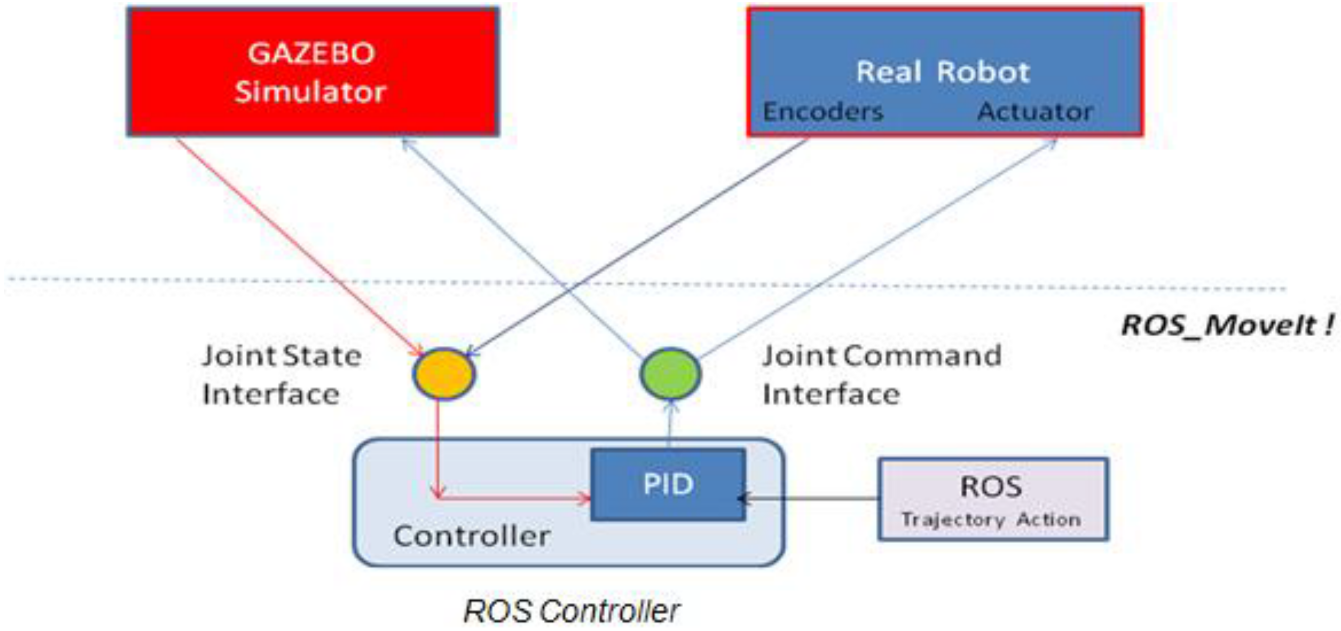 GAZEBO
Simulator
Real Robot
Encoders Actuator
ROS_MoveIt !
Joint State
Interface
Joint Command
Interface
PID
Controller
ROS
Trajectory Action
ROS Controller